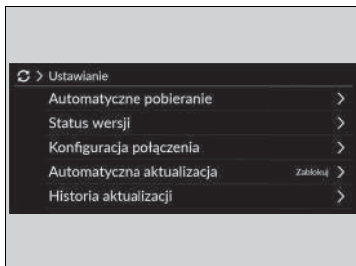 > Ustawianie
Automatyczne pobieranie >
Status wersji >
Konfiguracja połączenia >
Automatyczna aktualizacja Zablokuj >
Historia aktualizacji >